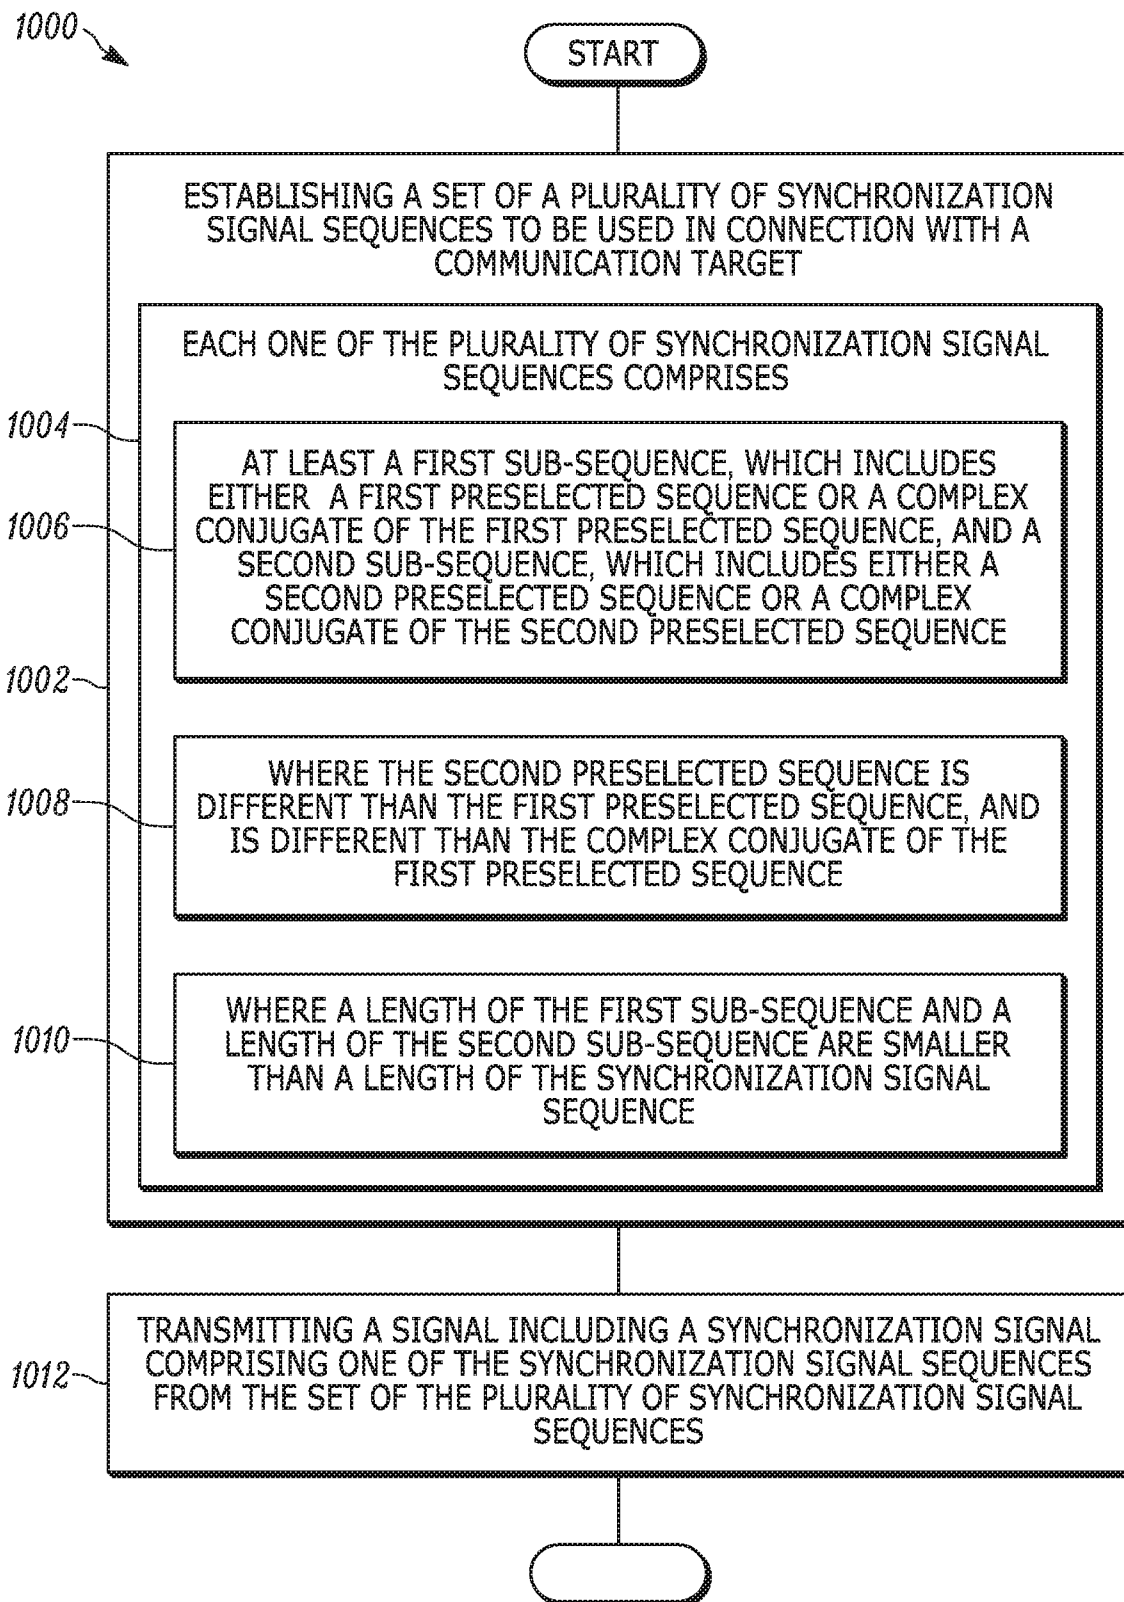 1000
START
ESTABLISHING A SET OF A PLURALITY OF SYNCHRONIZATION
SIGNAL SEQUENCES TO BE USED IN CONNECTION WITH A
COMMUNICATION TARGET
EACH ONE OF THE PLURALITY OF SYNCHRONIZATION SIGNAL
SEQUENCES COMPRISES
1004
AT LEAST A FIRST SUB-SEQUENCE, WHICH INCLUDES
EITHER A FIRST PRESELECTED SEQUENCE OR A COMPLEX
1006
CONJUGATE OF THE FIRST PRESELECTED SEQUENCE, AND A
SECOND SUB-SEQUENCE, WHICH INCLUDES EITHER A
SECOND PRESELECTED SEQUENCE OR A COMPLEX
CONJUGATE OF THE SECOND PRESELECTED SEQUENCE
1002
WHERE THE SECOND PRESELECTED SEQUENCE IS
1008
DIFFERENT THAN THE FIRST PRESELECTED SEQUENCE, AND
IS DIFFERENT THAN THE COMPLEX CONJUGATE OF THE
FIRST PRESELECTED SEQUENCE
WHERE A LENGTH OF THE FIRST SUB-SEQUENCE AND A
1010
LENGTH OF THE SECOND SUB-SEQUENCE ARE SMALLER
THAN A LENGTH OF THE SYNCHRONIZATION SIGNAL
SEQUENCE
TRANSMITTING A SIGNAL INCLUDING A SYNCHRONIZATION SIGNAL
1012
COMPRISING ONE OF THE SYNCHRONIZATION SIGNAL SEQUENCES
FROM THE SET OF THE PLURALITY OF SYNCHRONIZATION SIGNAL
SEQUENCES